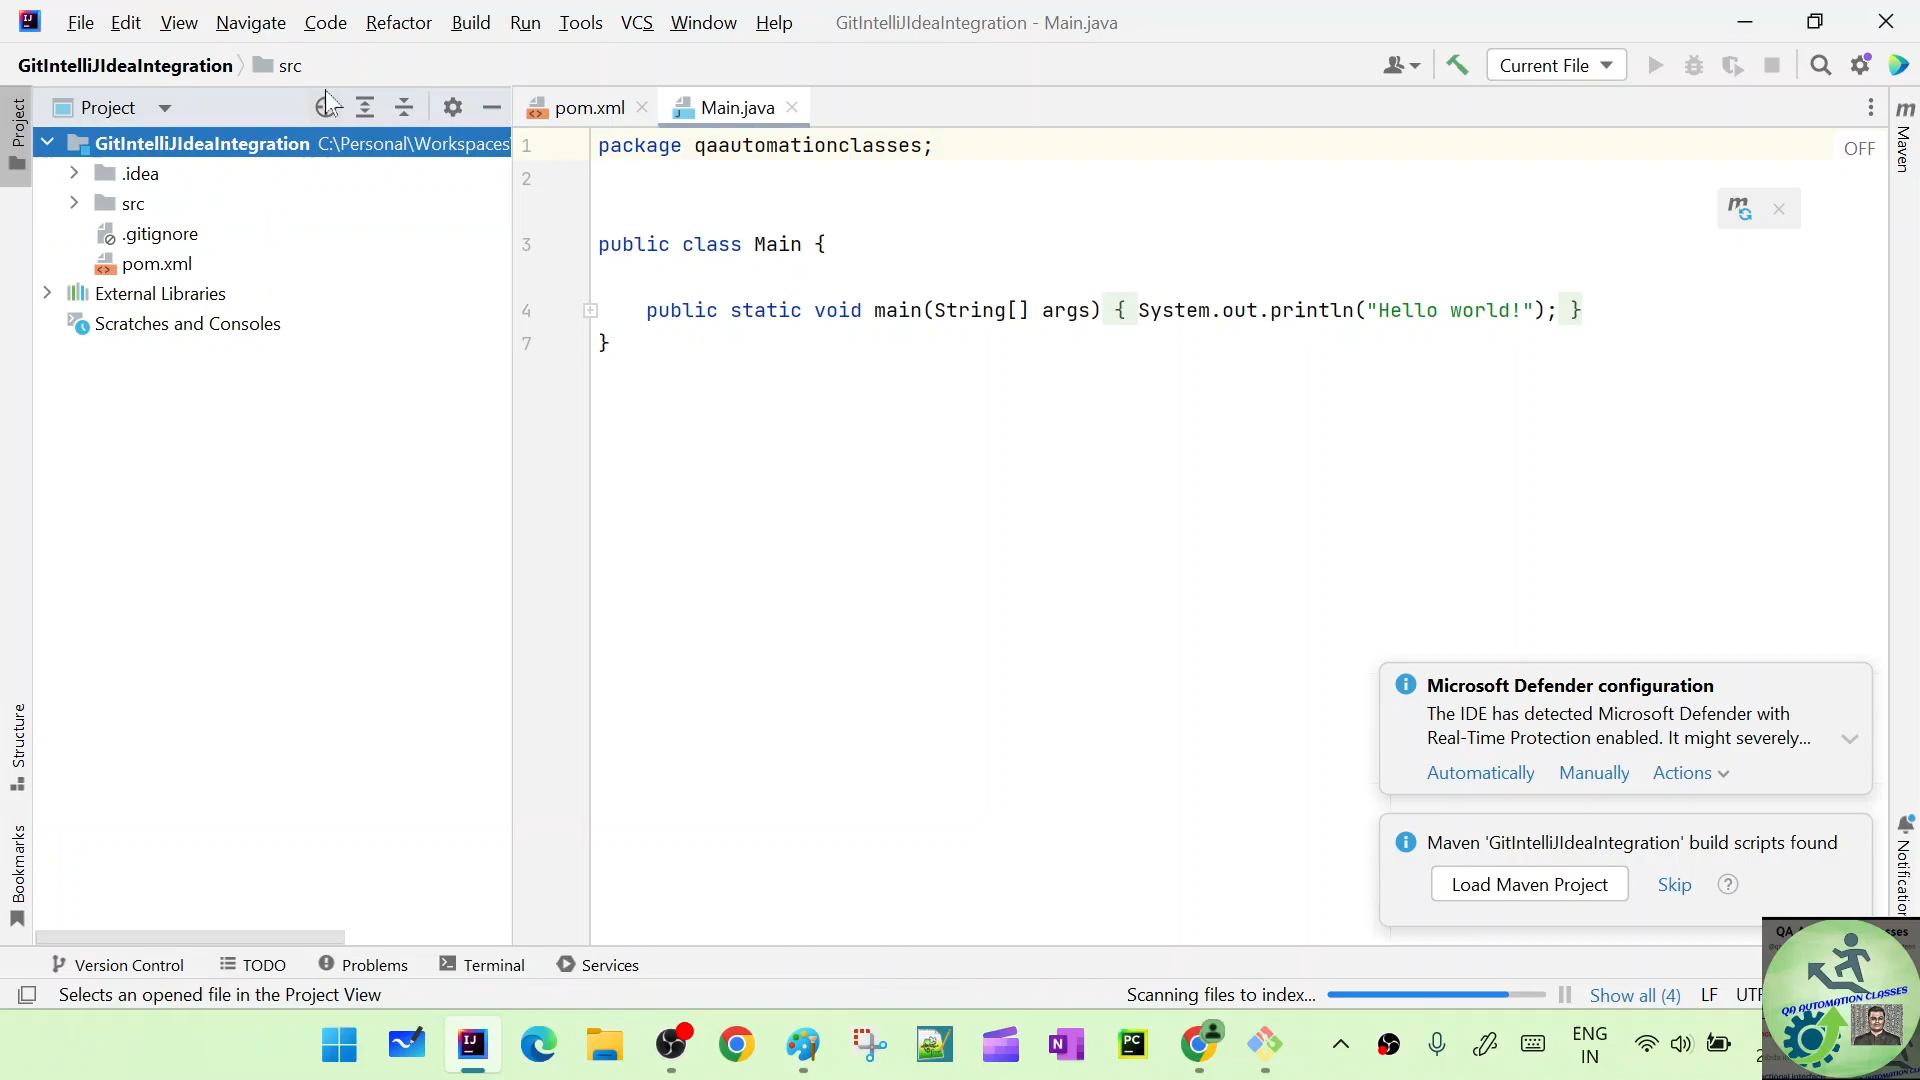 File Edit View Navigate Code Refactor Build Run Tools VCS Window Help GitIntelliJIdeaIntegration - Main.java
GitIntelliJIdeaIntegration src
Current File
Project
Project
pom.xml
Main.java
Maven
GitIntelliJIdeaIntegration C:\Personal\Workspaces
.idea
src
.gitignore
pom.xml
External Libraries
Scratches and Consoles
OFF
1 package qaautomationclasses;
2
3 public class Main {
4 public static void main(String[] args) { System.out.println("Hello world!"); }
7 }
Microsoft Defender configuration
The IDE has detected Microsoft Defender with
Real-Time Protection enabled. It might severely...
Automatically Manually Actions
Maven 'GitIntelliJIdeaIntegration' build scripts found
Load Maven Project Skip
Structure
Bookmarks
Version Control TODO Problems Terminal Services
Selects an opened file in the Project View
Scanning files to index... Show all (4) LF
ENG
IN
QA AUTOMATION CLASSES